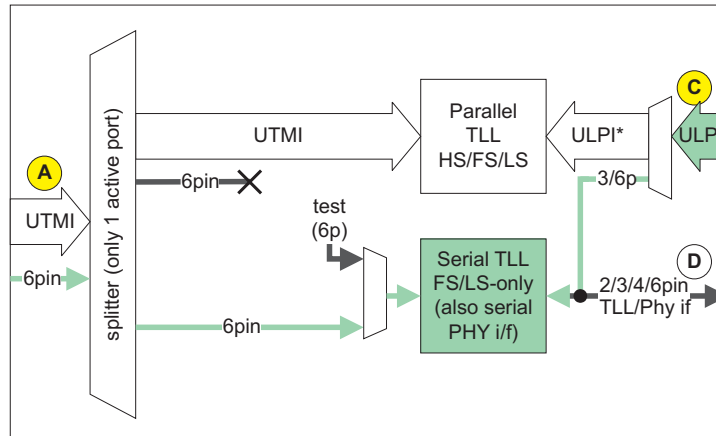 C
Parallel
TLL
HS/FS/LS
UTMI
ULPI*
ULP
A
6pin
3/6p
UTMI
splitter (only 1 active port)
test
(6p)
D
6pin
Serial TLL
FS/LS-only
(also serial
PHY i/f)
2/3/4/6pin
TLL/Phy if
6pin